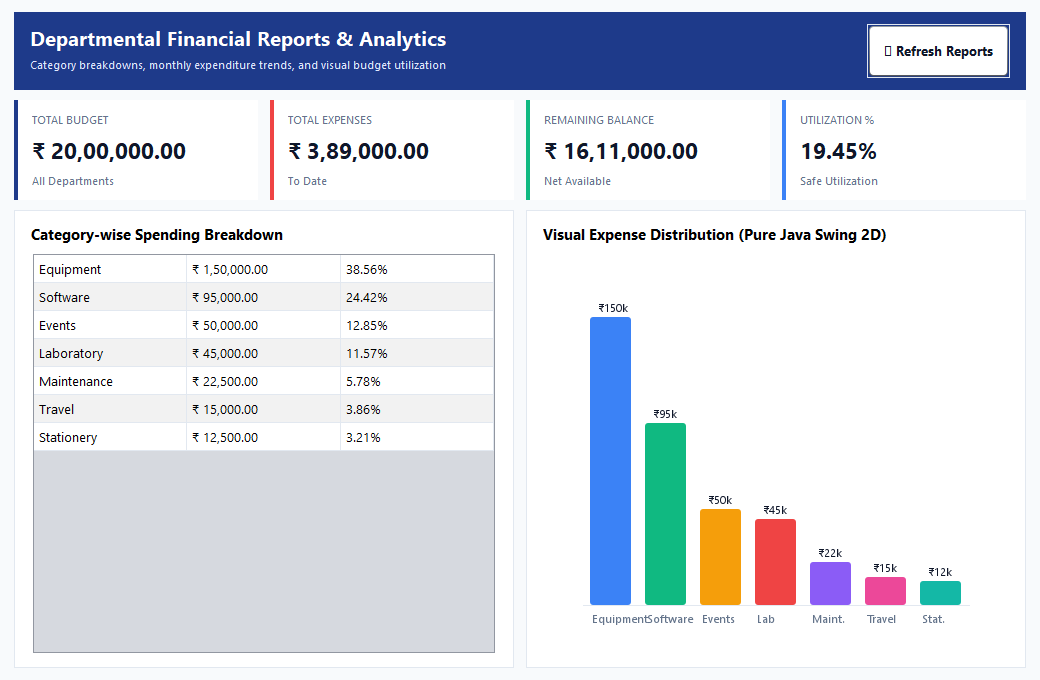 Departmental Financial Reports & Analytics
Category breakdowns, monthly expenditure trends, and visual budget utilization
Refresh Reports
TOTAL BUDGET
₹ 20,00,000.00
All Departments
TOTAL EXPENSES
₹ 3,89,000.00
To Date
REMAINING BALANCE
₹ 16,11,000.00
Net Available
UTILIZATION %
19.45%
Safe Utilization
Category-wise Spending Breakdown
Equipment ₹ 1,50,000.00 38.56%
Software ₹ 95,000.00 24.42%
Events ₹ 50,000.00 12.85%
Laboratory ₹ 45,000.00 11.57%
Maintenance ₹ 22,500.00 5.78%
Travel ₹ 15,000.00 3.86%
Stationery ₹ 12,500.00 3.21%
Visual Expense Distribution (Pure Java Swing 2D)
₹150k
₹95k
₹50k
₹45k
₹22k
₹15k
₹12k
Equipment Software Events Lab Maint. Travel Stat.